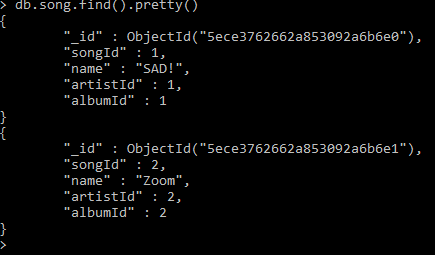 > db.song.find().pretty()
{
        "_id" : ObjectId("5ece3762662a853092a6b6e0"),
        "songId" : 1,
        "name" : "SAD!",
        "artistId" : 1,
        "albumId" : 1
}
{
        "_id" : ObjectId("5ece3762662a853092a6b6e1"),
        "songId" : 2,
        "name" : "Zoom",
        "artistId" : 2,
        "albumId" : 2
}
>